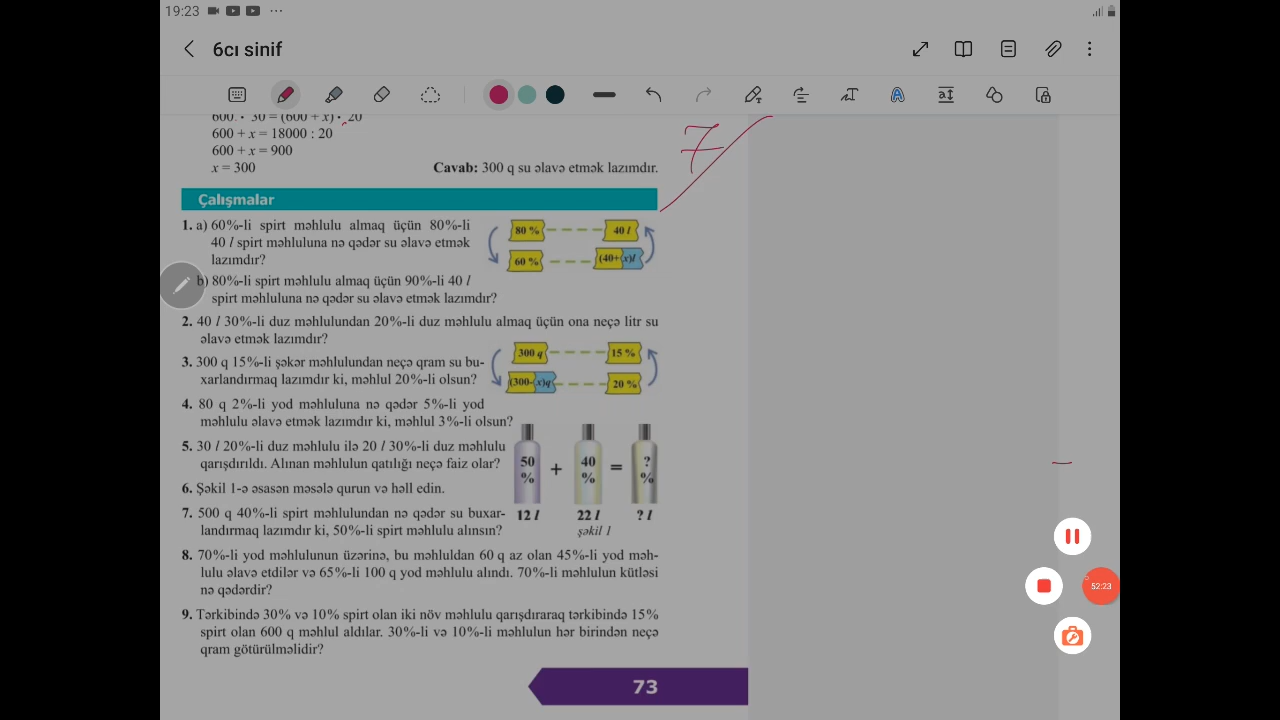 19:23
6cı sinif
600 · 30 = (600 + x) · 20
600 + x = 18000 : 20
600 + x = 900
x = 300
Cavab: 300 q su əlavə etmək lazımdır.
7
Çalışmalar
1. a) 60%-li spirt məhlulu almaq üçün 80%-li
40 l spirt məhluluna nə qədər su əlavə etmək
lazımdır?
80 % 40 l
60 % (40+x)l
b) 80%-li spirt məhlulu almaq üçün 90%-li 40 l
spirt məhluluna nə qədər su əlavə etmək lazımdır?
2. 40 l 30%-li duz məhlulundan 20%-li duz məhlulu almaq üçün ona neçə litr su
əlavə etmək lazımdır?
3. 300 q 15%-li şəkər məhlulundan neçə qram su bu-
xarlandırmaq lazımdır ki, məhlul 20%-li olsun?
300 q 15 %
(300-x)q 20 %
4. 80 q 2%-li yod məhluluna nə qədər 5%-li yod
məhlulu əlavə etmək lazımdır ki, məhlul 3%-li olsun?
5. 30 l 20%-li duz məhlulu ilə 20 l 30%-li duz məhlulu
qarışdırıldı. Alınan məhlulun qatılığı neçə faiz olar?
6. Şəkil 1-ə əsasən məsələ qurun və həll edin.
50 % + 40 % = ? %
12 l 22 l ? l
şəkil 1
7. 500 q 40%-li spirt məhlulundan nə qədər su buxar-
landırmaq lazımdır ki, 50%-li spirt məhlulu alınsın?
8. 70%-li yod məhlulunun üzərinə, bu məhluldan 60 q az olan 45%-li yod məh-
lulu əlavə etdilər və 65%-li 100 q yod məhlulu alındı. 70%-li məhlulun kütləsi
nə qədərdir?
9. Tərkibində 30% və 10% spirt olan iki növ məhlulu qarışdıraraq tərkibində 15%
spirt olan 600 q məhlul aldılar. 30%-li və 10%-li məhlulun hər birindən neçə
qram götürülməlidir?
73
52:23